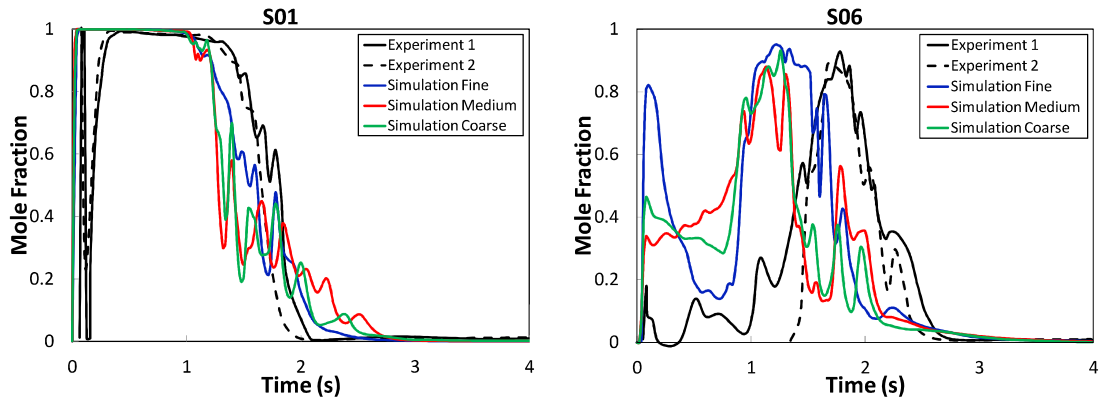 S01
Mole Fraction
1
0.8
0.6
0.4
0.2
0
0
1
2
3
4
Time (s)
Experiment 1
Experiment 2
Simulation Fine
Simulation Medium
Simulation Coarse
S06
Mole Fraction
1
0.8
0.6
0.4
0.2
0
0
1
2
3
4
Time (s)
Experiment 1
Experiment 2
Simulation Fine
Simulation Medium
Simulation Coarse